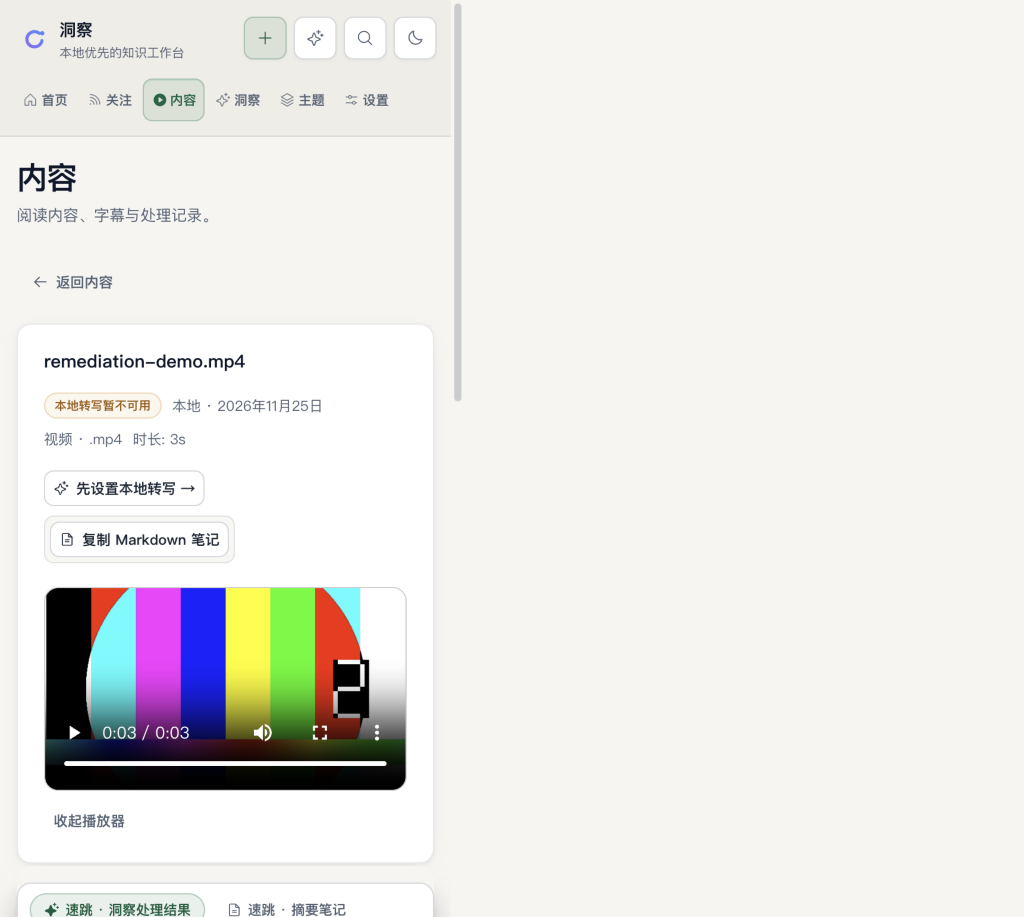 洞察
本地优先的知识工作台
首页 关注 内容 洞察 主题 设置
内容
阅读内容、字幕与处理记录。
← 返回内容
remediation-demo.mp4
本地转写暂不可用 本地 · 2026年11月25日
视频 · .mp4 时长: 3s
先设置本地转写 →
复制 Markdown 笔记
2
0:03 / 0:03
收起播放器
速跳 · 洞察处理结果 速跳 · 摘要笔记